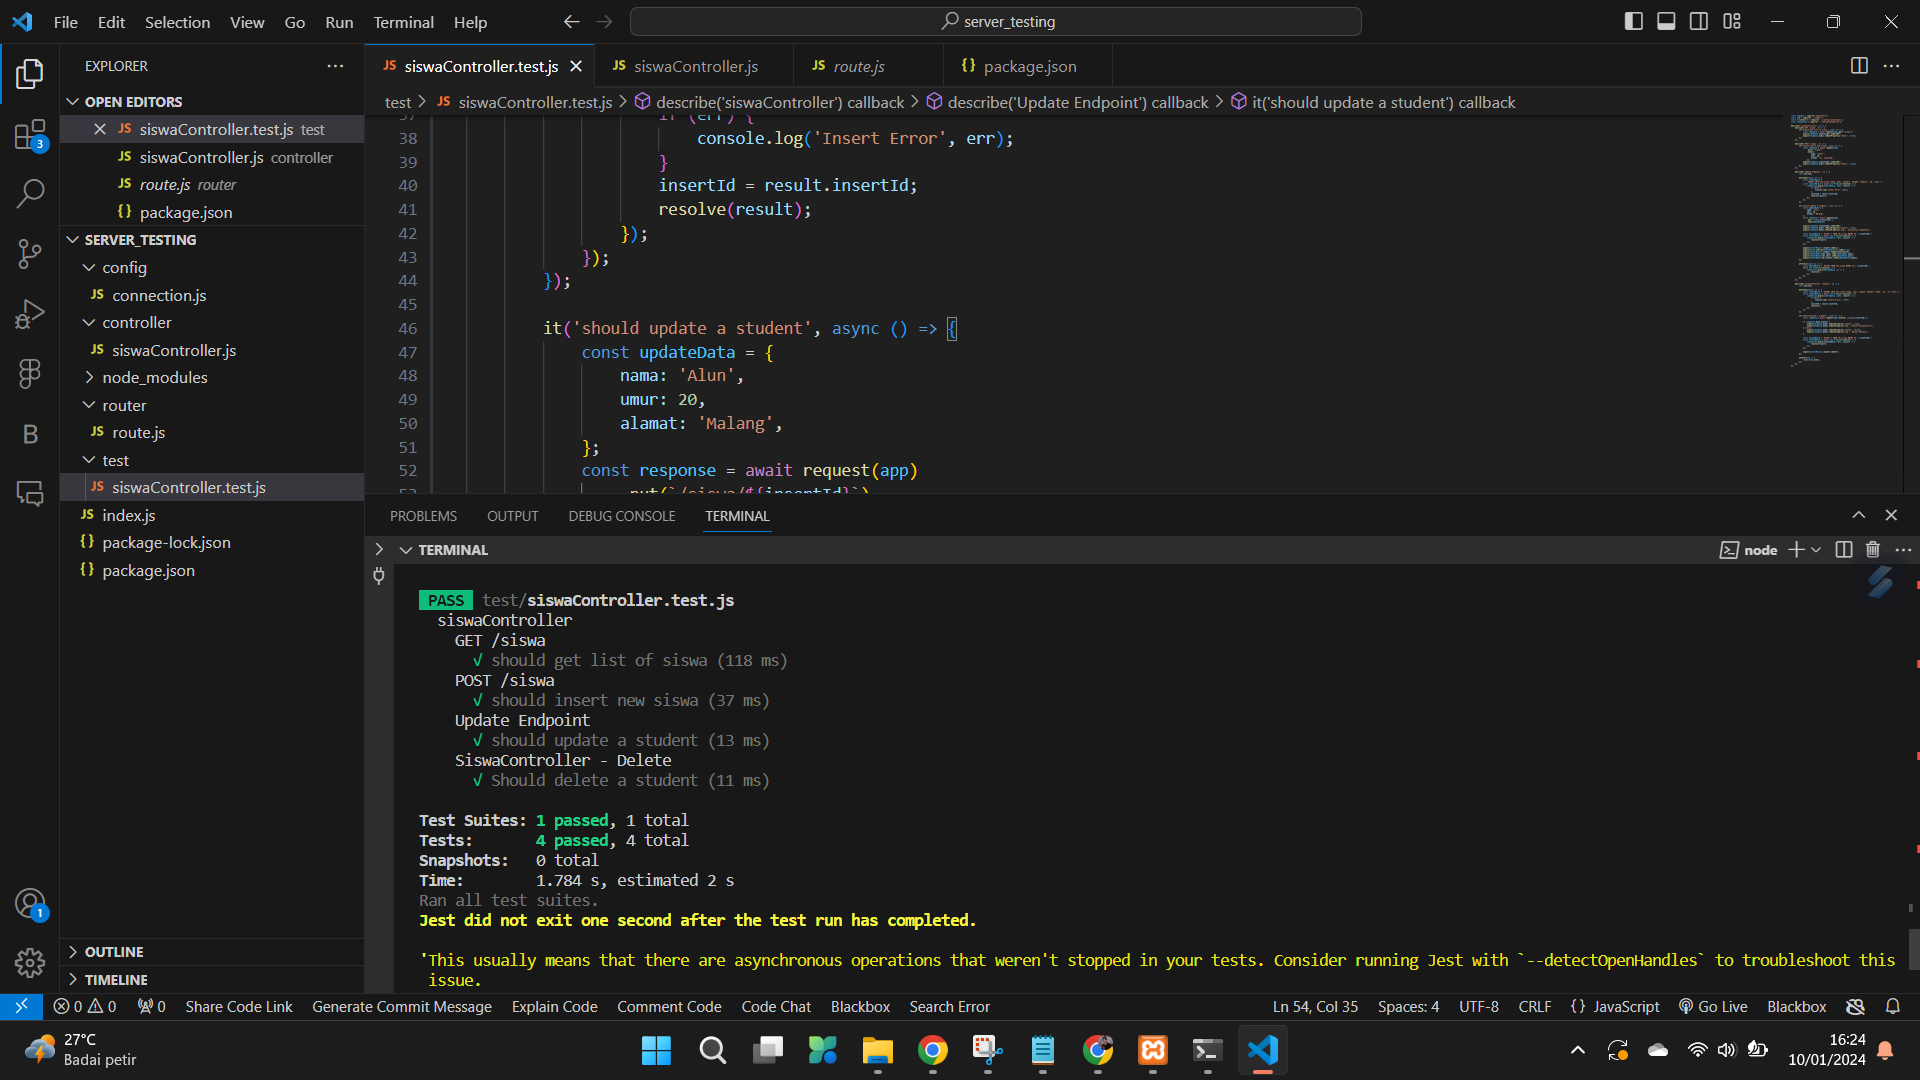 File Edit Selection View Go Run Terminal Help
server_testing
EXPLORER
OPEN EDITORS
JS siswaController.test.js test
JS siswaController.js controller
JS route.js router
{} package.json
SERVER_TESTING
config
JS connection.js
controller
JS siswaController.js
node_modules
router
JS route.js
test
JS siswaController.test.js
JS index.js
{} package-lock.json
{} package.json
OUTLINE
TIMELINE
3
B
1
JS siswaController.test.js
JS siswaController.js
JS route.js
{} package.json
test > JS siswaController.test.js > describe('siswaController') callback > describe('Update Endpoint') callback > it('should update a student') callback
37 if (err) {
38 console.log('Insert Error', err);
39 }
40 insertId = result.insertId;
41 resolve(result);
42 });
43 });
44 });
45
46 it('should update a student', async () => {
47 const updateData = {
48 nama: 'Alun',
49 umur: 20,
50 alamat: 'Malang',
51 };
52 const response = await request(app)
53 .put(`/siswa/${insertId}`)
PROBLEMS OUTPUT DEBUG CONSOLE TERMINAL
TERMINAL
node
PASS test/siswaController.test.js
siswaController
GET /siswa
√ should get list of siswa (118 ms)
POST /siswa
√ should insert new siswa (37 ms)
Update Endpoint
√ should update a student (13 ms)
SiswaController - Delete
√ Should delete a student (11 ms)
Test Suites: 1 passed, 1 total
Tests: 4 passed, 4 total
Snapshots: 0 total
Time: 1.784 s, estimated 2 s
Ran all test suites.
Jest did not exit one second after the test run has completed.
'This usually means that there are asynchronous operations that weren't stopped in your tests. Consider running Jest with `--detectOpenHandles` to troubleshoot this
issue.
0 0 0 Share Code Link Generate Commit Message Explain Code Comment Code Code Chat Blackbox Search Error
Ln 54, Col 35 Spaces: 4 UTF-8 CRLF {} JavaScript Go Live Blackbox
27°C
Badai petir
16:24
10/01/2024